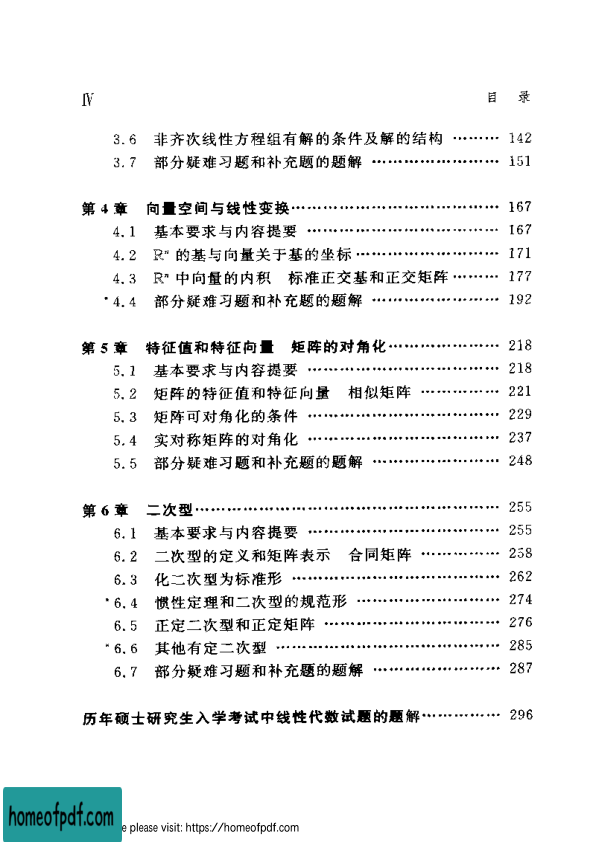 Ⅳ 目 录
3.6 非齐次线性方程组有解的条件及解的结构 ……… 142
3.7 部分疑难习题和补充题的题解 …………………… 151
第4章 向量空间与线性变换………………………………… 167
4.1 基本要求与内容提要 ……………………………… 167
4.2 Rⁿ 的基与向量关于基的坐标……………………… 171
4.3 Rⁿ 中向量的内积 标准正交基和正交矩阵……… 177
*4.4 部分疑难习题和补充题的题解 …………………… 192
第5章 特征值和特征向量 矩阵的对角化………………… 218
5.1 基本要求与内容提要 ……………………………… 218
5.2 矩阵的特征值和特征向量 相似矩阵 …………… 221
5.3 矩阵可对角化的条件 ……………………………… 229
5.4 实对称矩阵的对角化 ……………………………… 237
5.5 部分疑难习题和补充题的题解 …………………… 248
第6章 二次型………………………………………………… 255
6.1 基本要求与内容提要 ……………………………… 255
6.2 二次型的定义和矩阵表示 合同矩阵 …………… 258
6.3 化二次型为标准形 ………………………………… 262
*6.4 惯性定理和二次型的规范形 ……………………… 274
6.5 正定二次型和正定矩阵 …………………………… 276
*6.6 其他有定二次型 …………………………………… 285
6.7 部分疑难习题和补充题的题解 …………………… 287
历年硕士研究生入学考试中线性代数试题的题解…………… 296
homeofpdf.com
please visit: https://homeofpdf.com